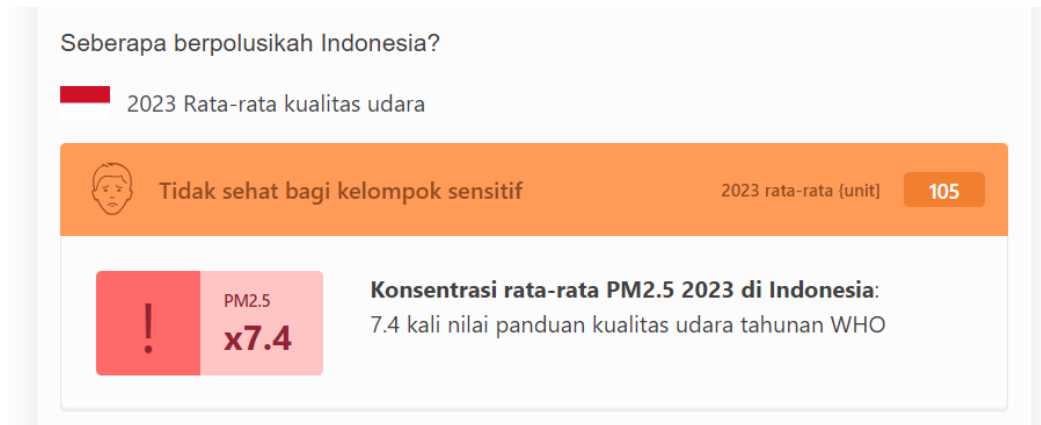 Seberapa berpolusikah Indonesia?
2023 Rata-rata kualitas udara
Tidak sehat bagi kelompok sensitif
2023 rata-rata {unit]
105
!
PM2.5
x7.4
Konsentrasi rata-rata PM2.5 2023 di Indonesia:
7.4 kali nilai panduan kualitas udara tahunan WHO